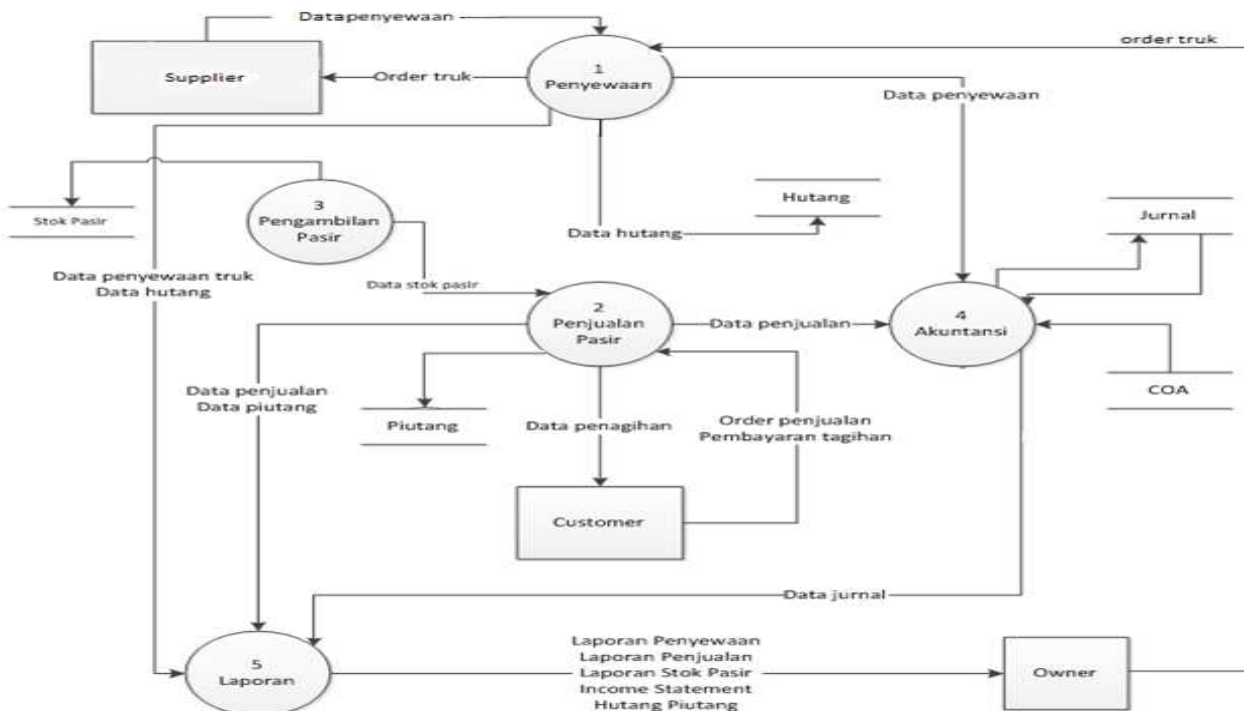 Datapenyewaan
order truk
Supplier
Order truk
1
Penyewaan
Data penyewaan
Stok Pasir
3
Pengambilan
Pasir
Hutang
Data hutang
Jurnal
Data penyewaan truk
Data hutang
Data stok pasir
2
Penjualan
Pasir
Data penjualan
4
Akuntansi
COA
Data penjualan
Data piutang
Piutang
Data penagihan
Order penjualan
Pembayaran tagihan
Customer
Data jurnal
5
Laporan
Laporan Penyewaan
Laporan Penjualan
Laporan Stok Pasir
Income Statement
Hutang Piutang
Owner